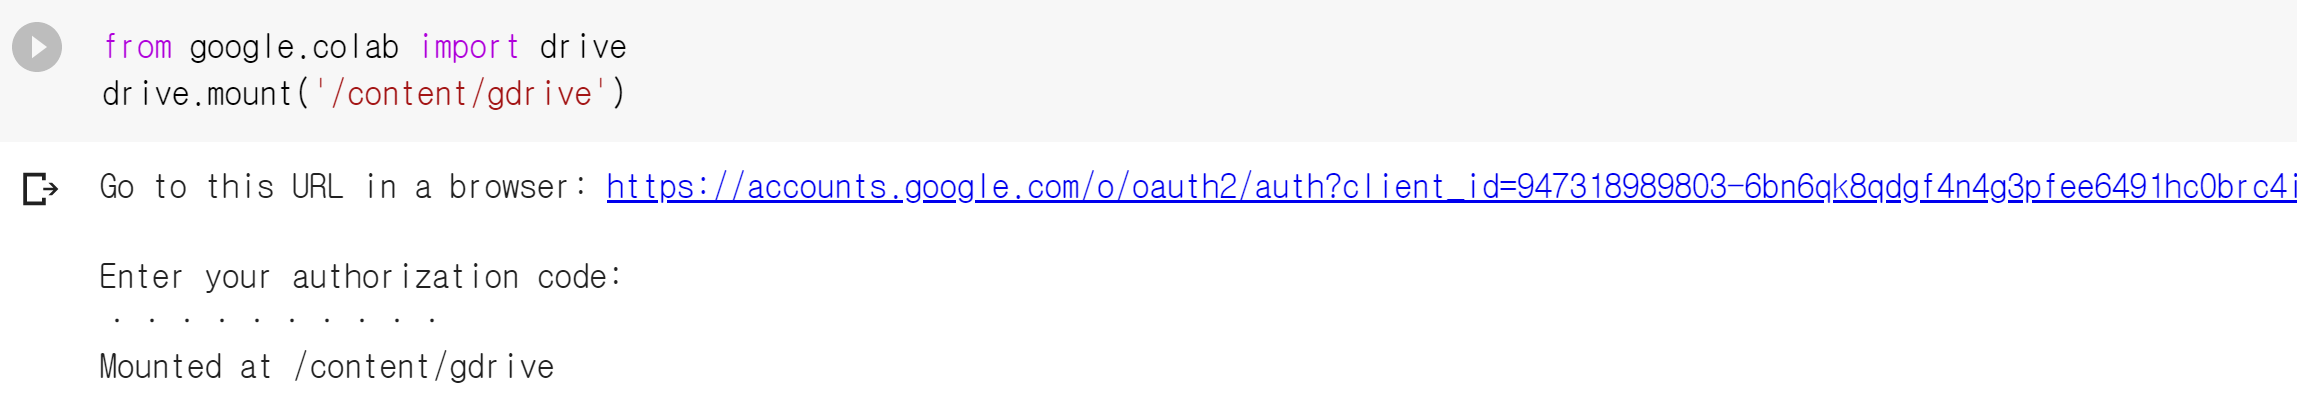 from google.colab import drive
drive.mount('/content/gdrive')
Go to this URL in a browser: https://accounts.google.com/o/oauth2/auth?client_id=947318989803-6bn6qk8qdgf4n4g3pfee6491hc0brc4i
Enter your authorization code:
··········
Mounted at /content/gdrive